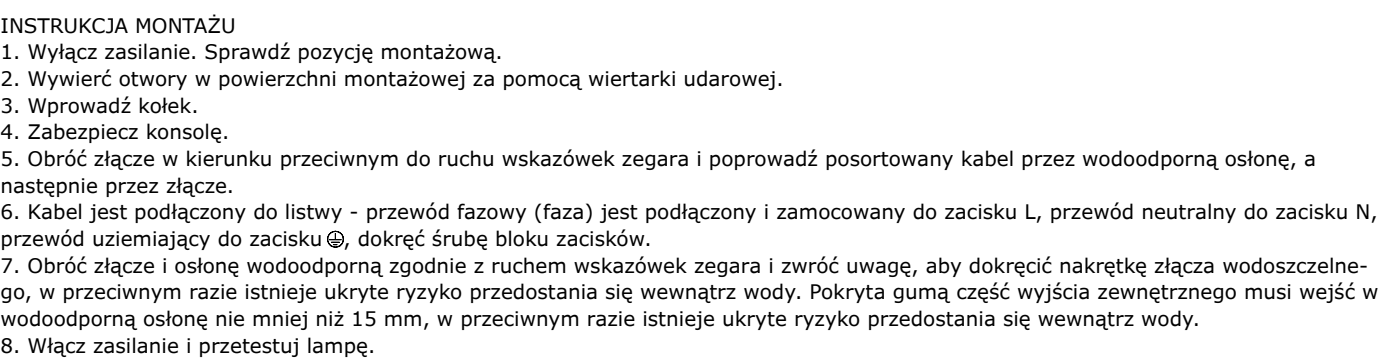 INSTRUKCJA MONTAŻU
1. Wyłącz zasilanie. Sprawdź pozycję montażową.
2. Wywierć otwory w powierzchni montażowej za pomocą wiertarki udarowej.
3. Wprowadź kołek.
4. Zabezpiecz konsolę.
5. Obróć złącze w kierunku przeciwnym do ruchu wskazówek zegara i poprowadź posortowany kabel przez wodoodporną osłonę, a
następnie przez złącze.
6. Kabel jest podłączony do listwy - przewód fazowy (faza) jest podłączony i zamocowany do zacisku L, przewód neutralny do zacisku N,
przewód uziemiający do zacisku ⏚, dokręć śrubę bloku zacisków.
7. Obróć złącze i osłonę wodoodporną zgodnie z ruchem wskazówek zegara i zwróć uwagę, aby dokręcić nakrętkę złącza wodoszczelne-
go, w przeciwnym razie istnieje ukryte ryzyko przedostania się wewnątrz wody. Pokryta gumą część wyjścia zewnętrznego musi wejść w
wodoodporną osłonę nie mniej niż 15 mm, w przeciwnym razie istnieje ukryte ryzyko przedostania się wewnątrz wody.
8. Włącz zasilanie i przetestuj lampę.